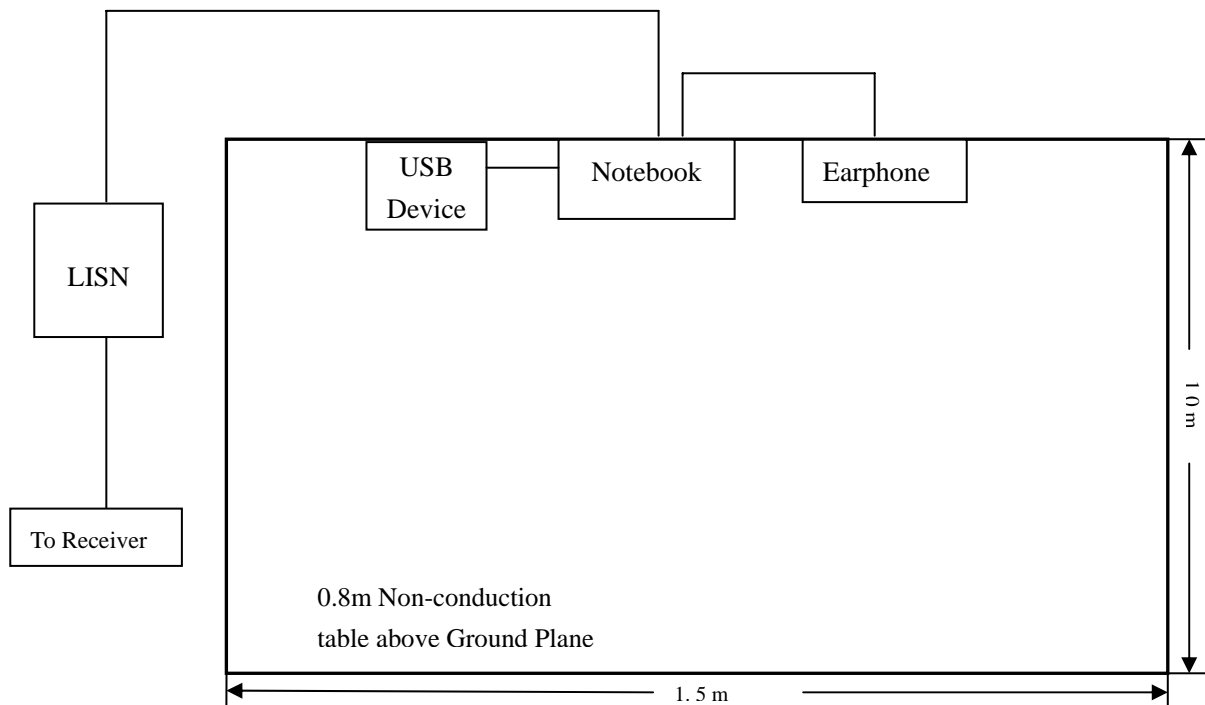 USB
Device
Notebook
Earphone
LISN
To Receiver
0.8m Non-conduction
table above Ground Plane
1.5 m
1 0 m